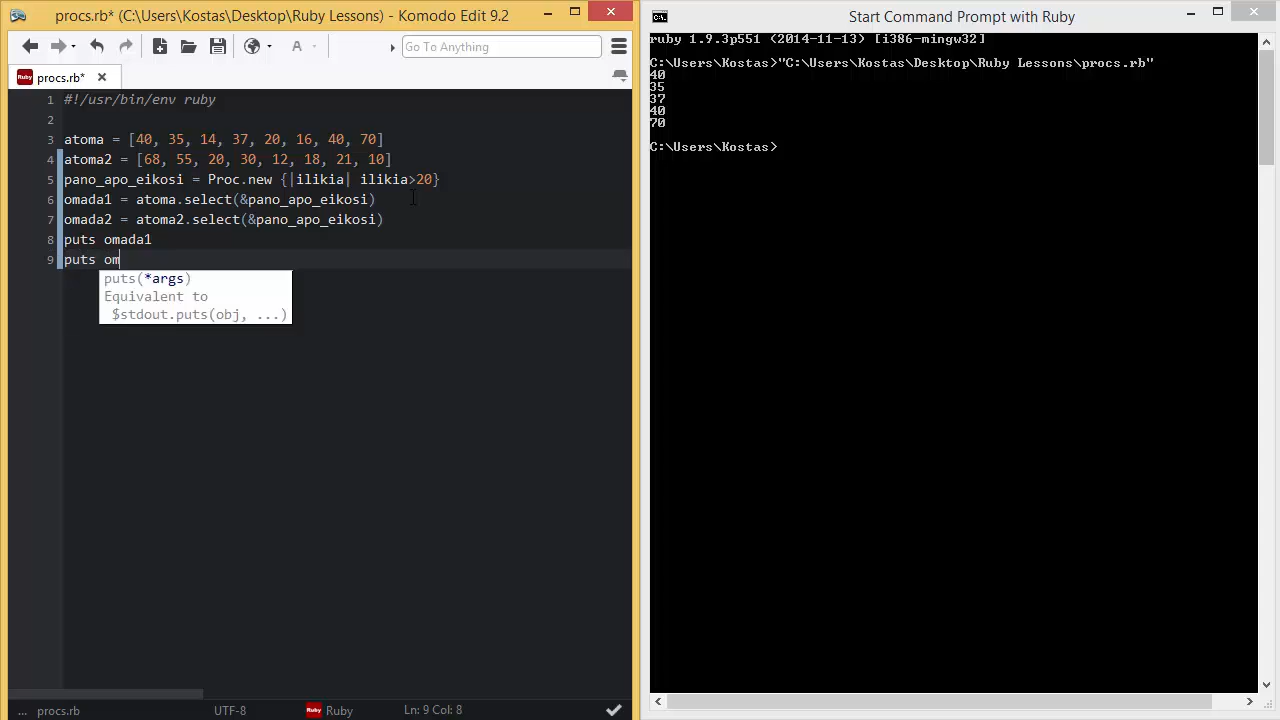 procs.rb* (C:\Users\Kostas\Desktop\Ruby Lessons) - Komodo Edit 9.2
Go To Anything
Ruby procs.rb*
1 #!/usr/bin/env ruby
2
3 atoma = [40, 35, 14, 37, 20, 16, 40, 70]
4 atoma2 = [68, 55, 20, 30, 12, 18, 21, 10]
5 pano_apo_eikosi = Proc.new {|ilikia| ilikia>20}
6 omada1 = atoma.select(&pano_apo_eikosi)
7 omada2 = atoma2.select(&pano_apo_eikosi)
8 puts omada1
9 puts om
puts(*args)
Equivalent to
$stdout.puts(obj, ...)
... procs.rb UTF-8 Ruby Ruby Ln: 9 Col: 8
Start Command Prompt with Ruby
ruby 1.9.3p551 (2014-11-13) [i386-mingw32]
C:\Users\Kostas>"C:\Users\Kostas\Desktop\Ruby Lessons\procs.rb"
40
35
37
40
70
C:\Users\Kostas>